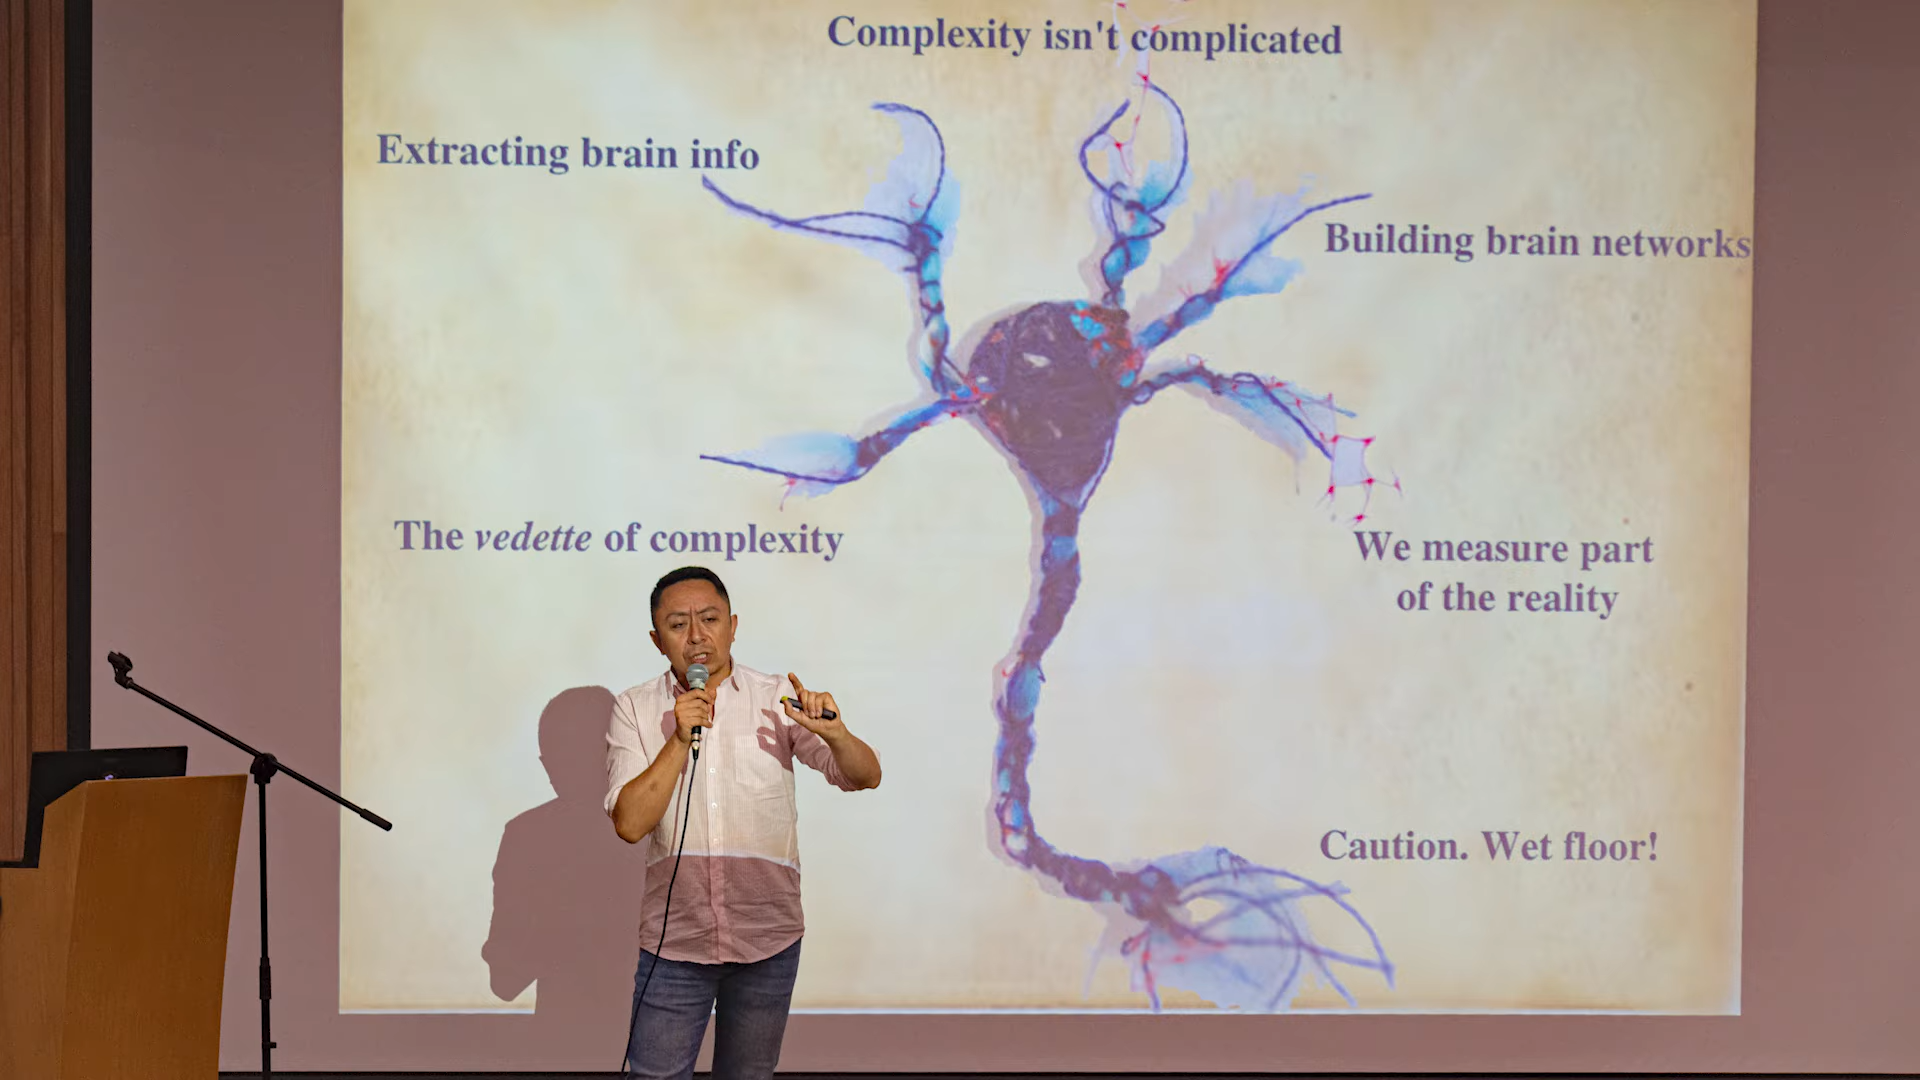 Complexity isn't complicated
Extracting brain info
Building brain networks
The vedette of complexity
We measure part
of the reality
Caution. Wet floor!